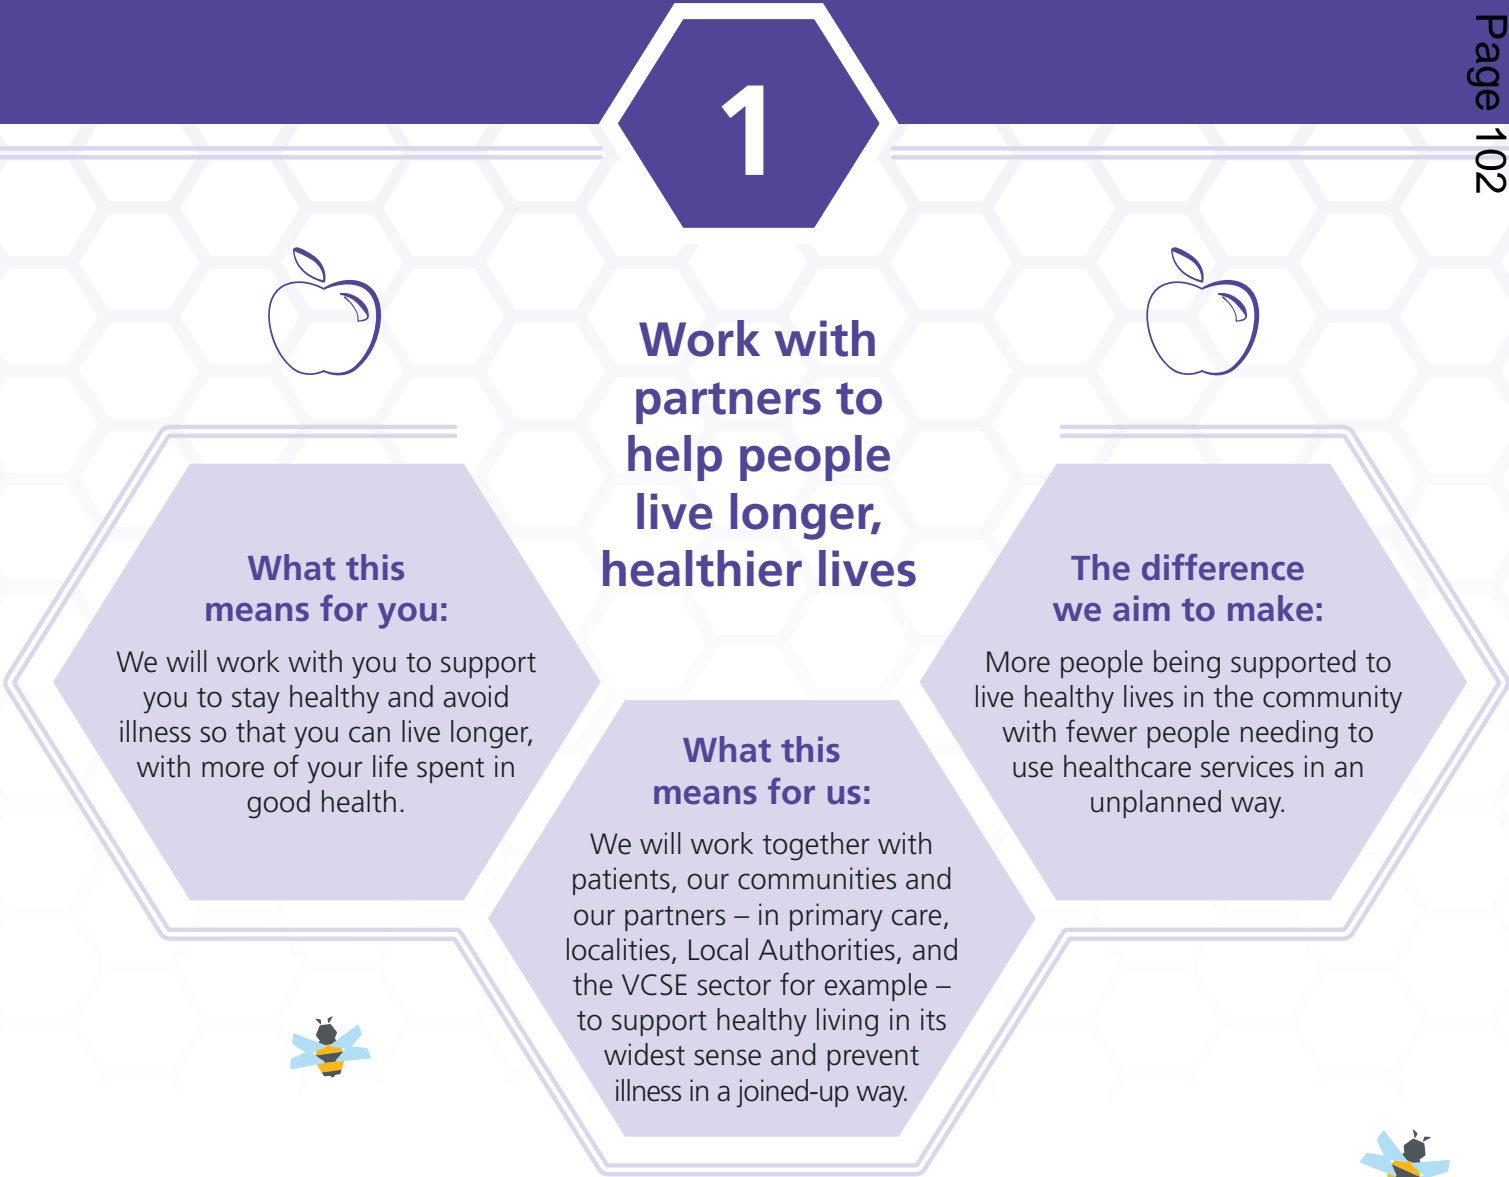 Page 102
1
Work with
partners to
help people
live longer,
healthier lives
What this
means for you:
We will work with you to support
you to stay healthy and avoid
illness so that you can live longer,
with more of your life spent in
good health.
What this
means for us:
We will work together with
patients, our communities and
our partners – in primary care,
localities, Local Authorities, and
the VCSE sector for example –
to support healthy living in its
widest sense and prevent
illness in a joined-up way.
The difference
we aim to make:
More people being supported to
live healthy lives in the community
with fewer people needing to
use healthcare services in an
unplanned way.